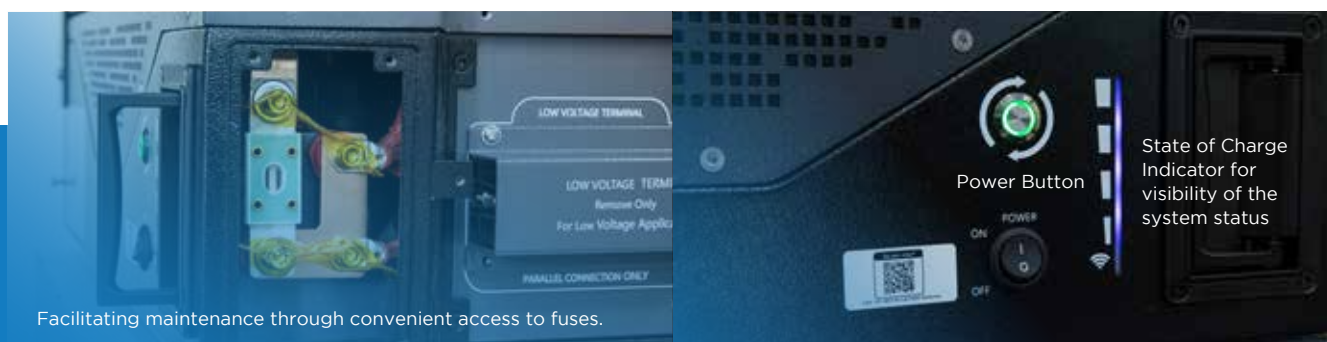 LOW VOLTAGE TERMINAL
LOW VOLTAGE TERMI
Remove Only
For Low Voltage Applic
PARALLEL CONNECTION ONLY
Facilitating maintenance through convenient access to fuses.
Power Button
State of Charge
Indicator for
visibility of the
system status
POWER
ON
OFF